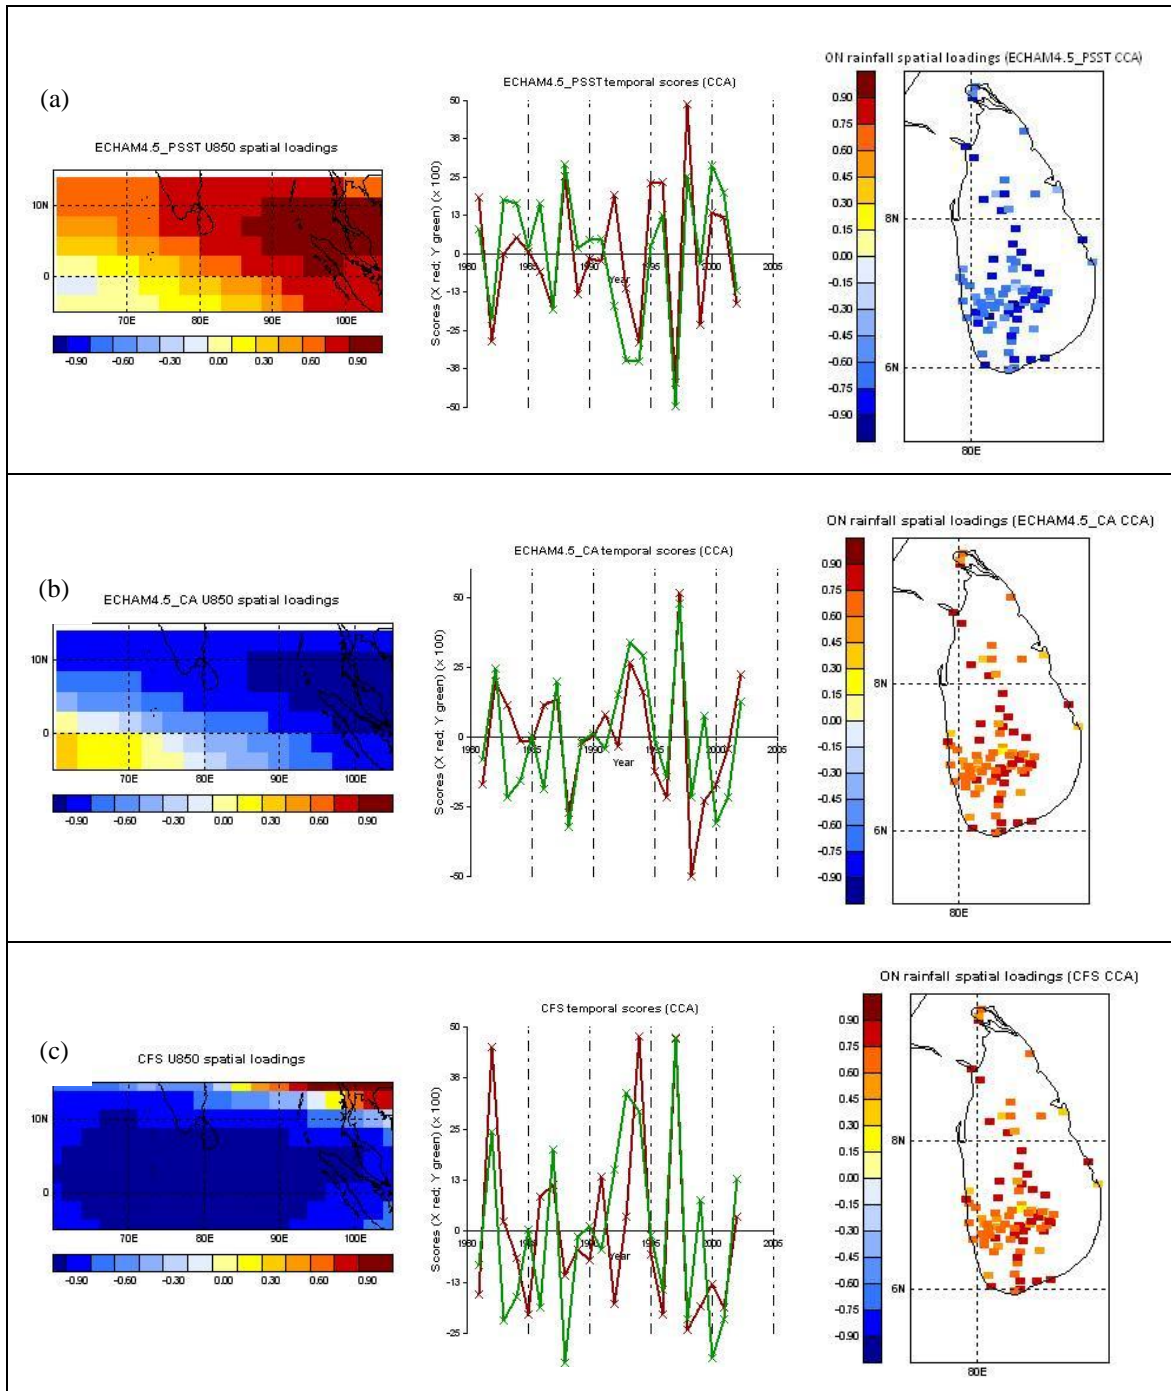 (a)
ECHAM4.5_PSST U850 spatial loadings
10N
0
70E 80E 90E 100E
-0.90 -0.60 -0.30 0.00 0.30 0.60 0.90
ECHAM4.5_PSST temporal scores (CCA)
Scores (X red; Y green) (x 100)
50
38
25
13
0
-13
-25
-38
-50
1980 1985 1990 1995 2000 2005
Year
ON rainfall spatial loadings (ECHAM4.5_PSST CCA)
0.90
0.75
0.60
0.45
0.30
0.15
0.00
-0.15
-0.30
-0.45
-0.60
-0.75
-0.90
8N
6N
80E
(b)
ECHAM4.5_CA U850 spatial loadings
10N
0
70E 80E 90E 100E
-0.90 -0.60 -0.30 0.00 0.30 0.60 0.90
ECHAM4.5_CA temporal scores (CCA)
Scores (X red; Y green) (x 100)
50
25
0
-25
-50
1980 1985 1990 1995 2000 2005
Year
ON rainfall spatial loadings (ECHAM4.5_CA CCA)
0.90
0.75
0.60
0.45
0.30
0.15
0.00
-0.15
-0.30
-0.45
-0.60
-0.75
-0.90
8N
6N
80E
(c)
CFS U850 spatial loadings
10N
0
70E 80E 90E 100E
-0.90 -0.60 -0.30 0.00 0.30 0.60 0.90
CFS temporal scores (CCA)
Scores (X red; Y green) (x 100)
50
38
25
13
0
-13
-25
1980 1985 1990 1995 2000 2005
Year
ON rainfall spatial loadings (CFS CCA)
0.90
0.75
0.60
0.45
0.30
0.15
0.00
-0.15
-0.30
-0.45
-0.60
-0.75
-0.90
8N
6N
80E